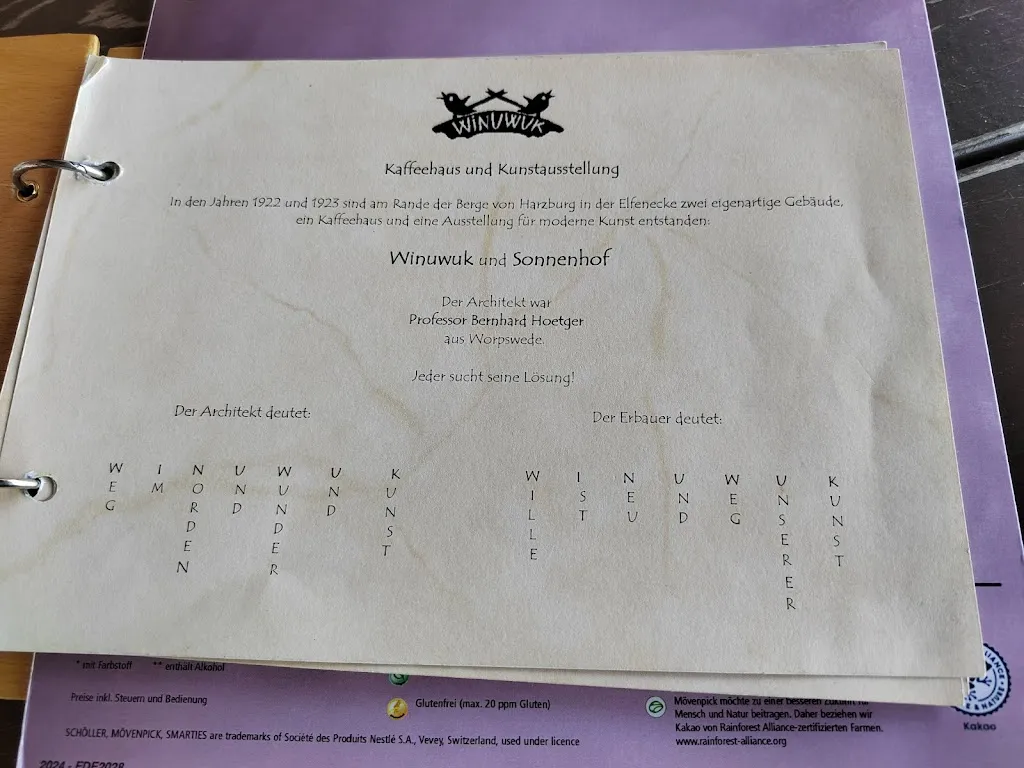 WINUWUK
Kaffeehaus und Kunstausstellung
In den Jahren 1922 und 1923 sind am Rande der Berge von Harzburg in der Elfenecke zwei eigenartige Gebäude,
ein Kaffeehaus und eine Ausstellung für moderne Kunst entstanden:
Winuwuk und Sonnenhof
Der Architekt war
Professor Bernhard Hoetger
aus Worpswede.
Jeder sucht seine Lösung!
Der Architekt deutet:
WEG IM NORDEN UND WUNDER UND KUNST
Der Erbauer deutet:
WILLE IST NEU UND WEG UNSERER KUNST
* mit Farbstoff ** enthält Alkohol
Preise inkl. Steuern und Bedienung
SCHÖLLER, MÖVENPICK, SMARTIES are trademarks of Société des Produits Nestlé S.A., Vevey, Switzerland, used under licence
2024 - EDE2028
Glutenfrei (max. 20 ppm Gluten)
Mövenpick möchte zu einer besseren Zukunft für
Mensch und Natur beitragen. Daher beziehen wir
Kakao von Rainforest Alliance-zertifizierten Farmen.
www.rainforest-alliance.org
Kakao